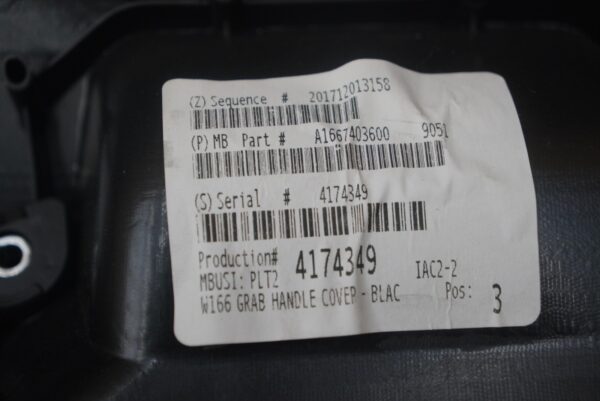 (Z) Sequence # 201712013158
(P) MB Part # A1667403600 9051
(S) Serial # 4174349
Production# 4174349 IAC2-2
MBUSI: PLT2
W166 GRAB HANDLE COVER - BLAC Pos: 3